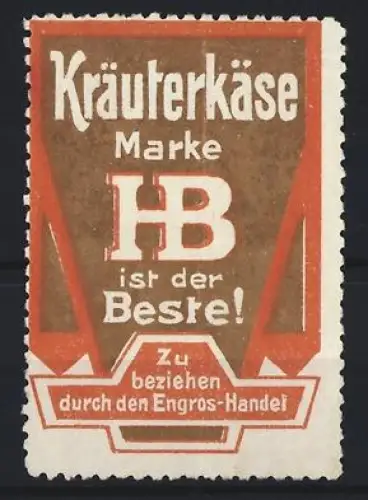 Kräuterkäse
Marke
HB
ist der
Beste!
Zu
beziehen
durch den Engros-Handel